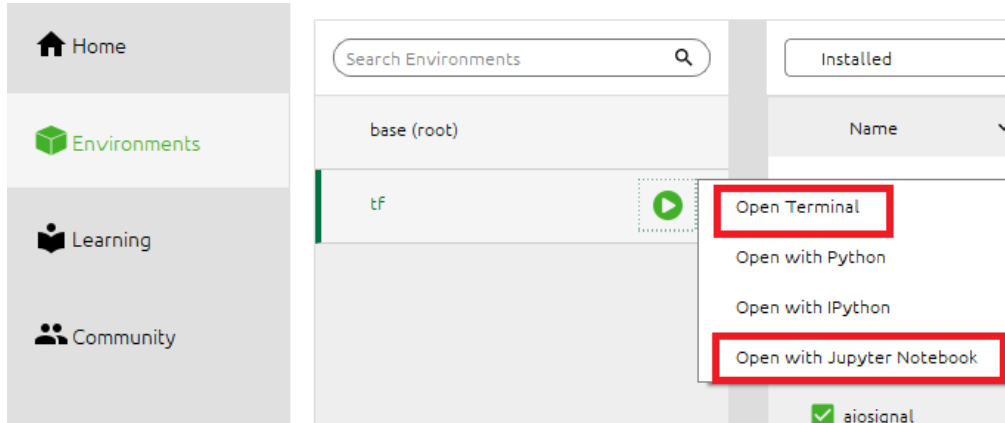 Home
Environments
Learning
Community
Search Environments
base (root)
tf
Installed
Name
Open Terminal
Open with Python
Open with IPython
Open with Jupyter Notebook
aiosignal